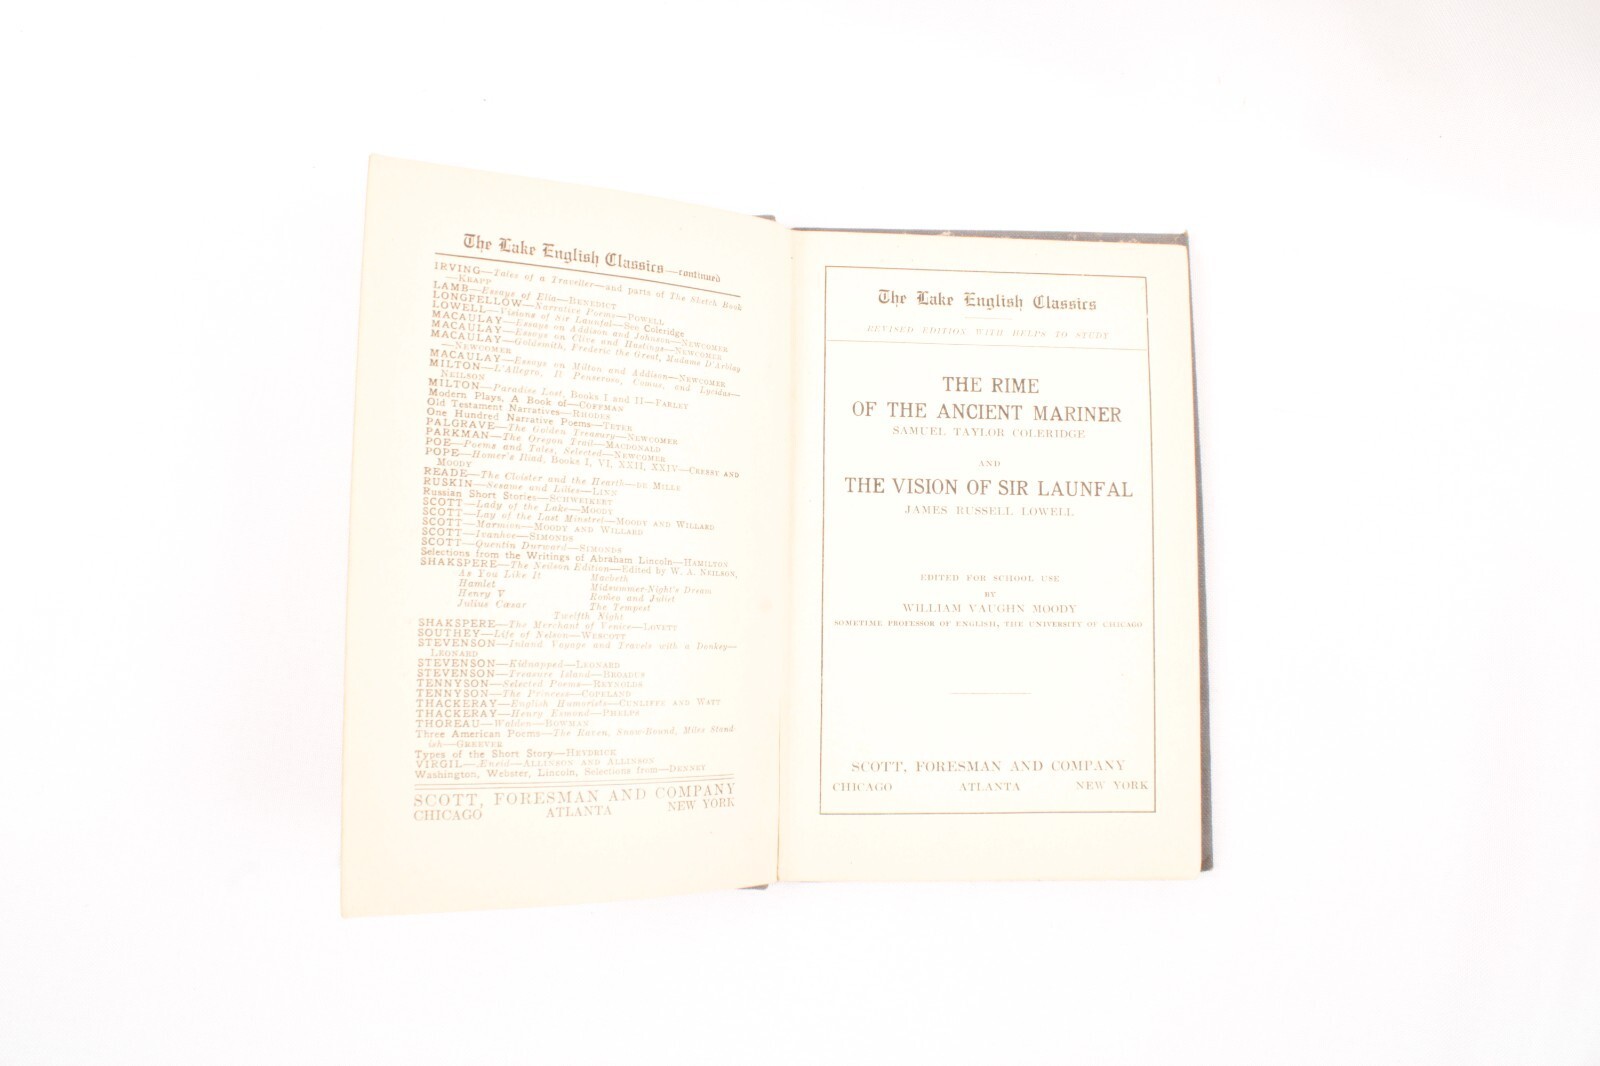 The Lake English Classics—continued
IRVING—Tales of a Traveller—and parts of The Sketch Book
—KRAPP
LAMB—Essays of Elia—BENEDICT
LONGFELLOW—Narrative Poems—POWELL
LOWELL—Visions of Sir Launfal—See Coleridge
MACAULAY—Essays on Addison and Johnson—NEWCOMER
MACAULAY—Essays on Clive and Hastings—NEWCOMER
MACAULAY—Goldsmith, Frederic the Great, Madame D'Arblay
—NEWCOMER
MACAULAY—Essays on Milton and Addison—NEWCOMER
MILTON—L'Allegro, Il Penseroso, Comus, and Lycidas—
NEILSON
MILTON—Paradise Lost, Books I and II—FARLEY
Modern Plays, A Book of—COFFMAN
Old Testament Narratives—RHODES
One Hundred Narrative Poems—TETER
PALGRAVE—The Golden Treasury—NEWCOMER
PARKMAN—The Oregon Trail—MACDONALD
POE—Poems and Tales, Selected—NEWCOMER
POPE—Homer's Iliad, Books I, VI, XXII, XXIV—CRESSY AND
MOODY
READE—The Cloister and the Hearth—DE MILLE
RUSKIN—Sesame and Lilies—LINN
Russian Short Stories—SCHWEIKERT
SCOTT—Lady of the Lake—MOODY
SCOTT—Lay of the Last Minstrel—MOODY AND WILLARD
SCOTT—Marmion—MOODY AND WILLARD
SCOTT—Ivanhoe—SIMONDS
SCOTT—Quentin Durward—SIMONDS
Selections from the Writings of Abraham Lincoln—HAMILTON
SHAKSPERE—The Neilson Edition—Edited by W. A. NEILSON,
As You Like It Macbeth
Hamlet Midsummer-Night's Dream
Henry V Romeo and Juliet
Julius Cæsar The Tempest
Twelfth Night
SHAKSPERE—The Merchant of Venice—LOVETT
SOUTHEY—Life of Nelson—WESCOTT
STEVENSON—Inland Voyage and Travels with a Donkey—
LEONARD
STEVENSON—Kidnapped—LEONARD
STEVENSON—Treasure Island—BROADUS
TENNYSON—Selected Poems—REYNOLDS
TENNYSON—The Princess—COPELAND
THACKERAY—English Humorists—CUNLIFFE AND WATT
THACKERAY—Henry Esmond—PHELPS
THOREAU—Walden—BOWMAN
Three American Poems—The Raven, Snow-Bound, Miles Stand-
ish—GREEVER
Types of the Short Story—HEYDRICK
VIRGIL—Æneid—ALLINSON AND ALLINSON
Washington, Webster, Lincoln, Selections from—DENNEY
SCOTT, FORESMAN AND COMPANY
CHICAGO ATLANTA NEW YORK
The Lake English Classics
REVISED EDITION WITH HELPS TO STUDY
THE RIME
OF THE ANCIENT MARINER
SAMUEL TAYLOR COLERIDGE
AND
THE VISION OF SIR LAUNFAL
JAMES RUSSELL LOWELL
EDITED FOR SCHOOL USE
BY
WILLIAM VAUGHN MOODY
SOMETIME PROFESSOR OF ENGLISH, THE UNIVERSITY OF CHICAGO
SCOTT, FORESMAN AND COMPANY
CHICAGO ATLANTA NEW YORK